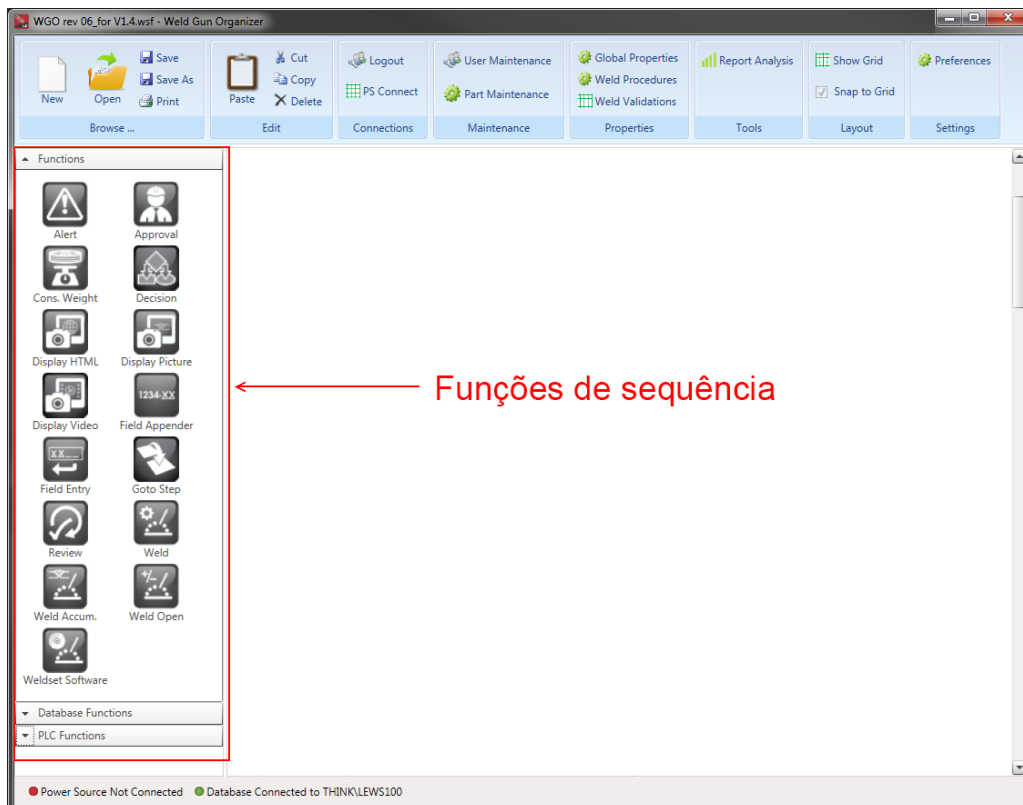 WGO rev 06_for V1.4.wsf - Weld Gun Organizer
New
Open
Save
Save As
Print
Browse ...
Paste
Cut
Copy
Delete
Edit
Logout
PS Connect
Connections
User Maintenance
Part Maintenance
Maintenance
Global Properties
Weld Procedures
Weld Validations
Properties
Report Analysis
Tools
Show Grid
Snap to Grid
Layout
Preferences
Settings
Functions
Alert
Approval
Cons. Weight
Decision
Display HTML
Display Picture
Display Video
1234-XX
Field Appender
XX__
Field Entry
Goto Step
Review
Weld
Weld Accum.
+/-
Weld Open
Weldset Software
Database Functions
PLC Functions
Funções de sequência
Power Source Not Connected
Database Connected to THINK\LEWS100